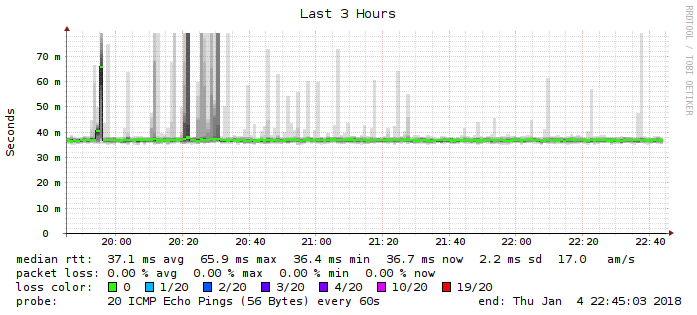 Last 3 Hours
RRDTOOL / TOBI OETIKER
Seconds
70 m
60 m
50 m
40 m
30 m
20 m
10 m
0
20:00 20:20 20:40 21:00 21:20 21:40 22:00 22:20 22:40
median rtt: 37.1 ms avg 65.9 ms max 36.4 ms min 36.7 ms now 2.2 ms sd 17.0 am/s
packet loss: 0.00 % avg 0.00 % max 0.00 % min 0.00 % now
loss color: 0 1/20 2/20 3/20 4/20 10/20 19/20
probe: 20 ICMP Echo Pings (56 Bytes) every 60s end: Thu Jan 4 22:45:03 2018